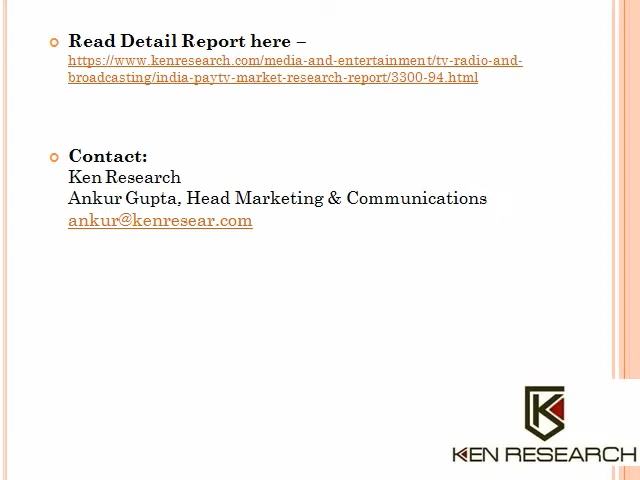 Read Detail Report here –
https://www.kenresearch.com/media-and-entertainment/tv-radio-and-
broadcasting/india-paytv-market-research-report/3300-94.html
Contact:
Ken Research
Ankur Gupta, Head Marketing & Communications
ankur@kenresear.com
KEN RESEARCH